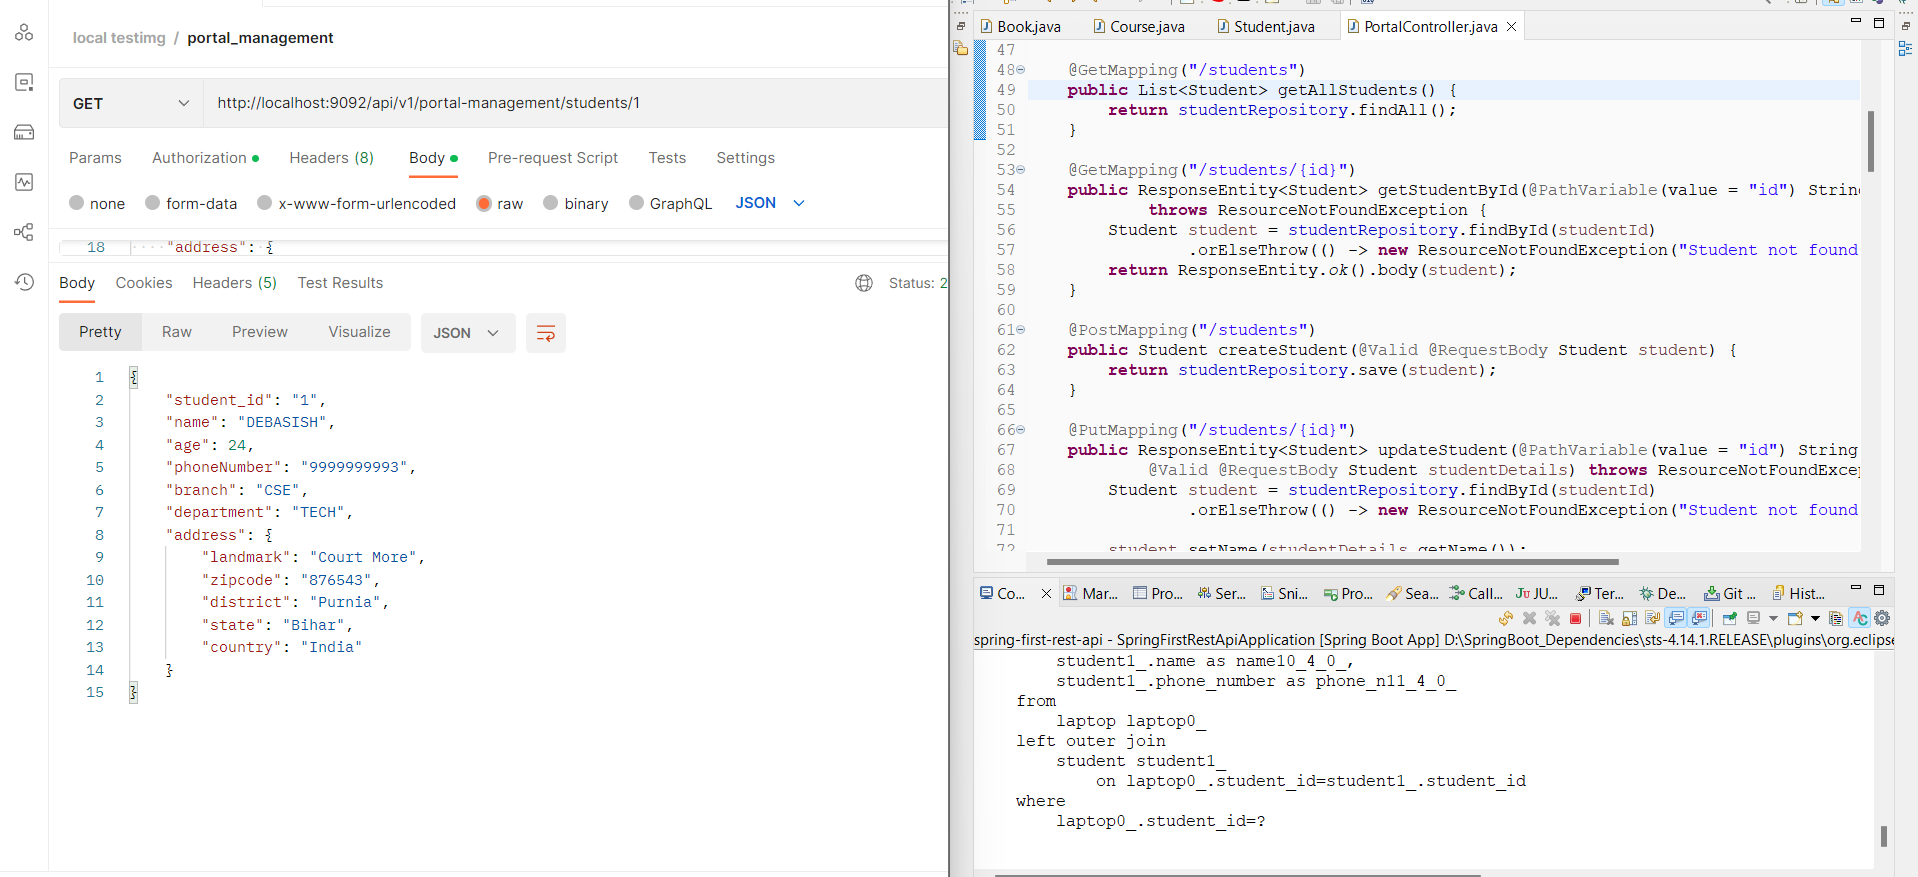 local testimg / portal_management
GET
http://localhost:9092/api/v1/portal-management/students/1
Params Authorization Headers (8) Body Pre-request Script Tests Settings
none form-data x-www-form-urlencoded raw binary GraphQL JSON
18 "address": {
Body Cookies Headers (5) Test Results Status: 2
Pretty Raw Preview Visualize JSON
1 {
2 "student_id": "1",
3 "name": "DEBASISH",
4 "age": 24,
5 "phoneNumber": "9999999993",
6 "branch": "CSE",
7 "department": "TECH",
8 "address": {
9 "landmark": "Court More",
10 "zipcode": "876543",
11 "district": "Purnia",
12 "state": "Bihar",
13 "country": "India"
14 }
15 }
Book.java Course.java Student.java PortalController.java
47
48 @GetMapping("/students")
49 public List<Student> getAllStudents() {
50 return studentRepository.findAll();
51 }
52
53 @GetMapping("/students/{id}")
54 public ResponseEntity<Student> getStudentById(@PathVariable(value = "id") Strin
55 throws ResourceNotFoundException {
56 Student student = studentRepository.findById(studentId)
57 .orElseThrow(() -> new ResourceNotFoundException("Student not found
58 return ResponseEntity.ok().body(student);
59 }
60
61 @PostMapping("/students")
62 public Student createStudent(@Valid @RequestBody Student student) {
63 return studentRepository.save(student);
64 }
65
66 @PutMapping("/students/{id}")
67 public ResponseEntity<Student> updateStudent(@PathVariable(value = "id") String
68 @Valid @RequestBody Student studentDetails) throws ResourceNotFoundExcep
69 Student student = studentRepository.findById(studentId)
70 .orElseThrow(() -> new ResourceNotFoundException("Student not found
71
72 student.setName(studentDetails.getName());
Co... Mar... Pro... Ser... Sni... Pro... Sea... Call... JU... Ter... De... Git ... Hist...
spring-first-rest-api - SpringFirstRestApiApplication [Spring Boot App] D:\SpringBoot_Dependencies\sts-4.14.1.RELEASE\plugins\org.eclipse
student1_.name as name10_4_0_,
student1_.phone_number as phone_n11_4_0_
from
laptop laptop0_
left outer join
student student1_
on laptop0_.student_id=student1_.student_id
where
laptop0_.student_id=?